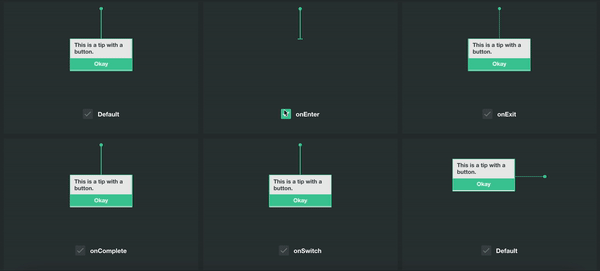 This is a tip with a
button.
Okay
Default
onEnter
This is a tip with a
button.
Okay
onExit
This is a tip with a
button.
Okay
onComplete
This is a tip with a
button.
Okay
onSwitch
This is a tip with a
button.
Okay
Default